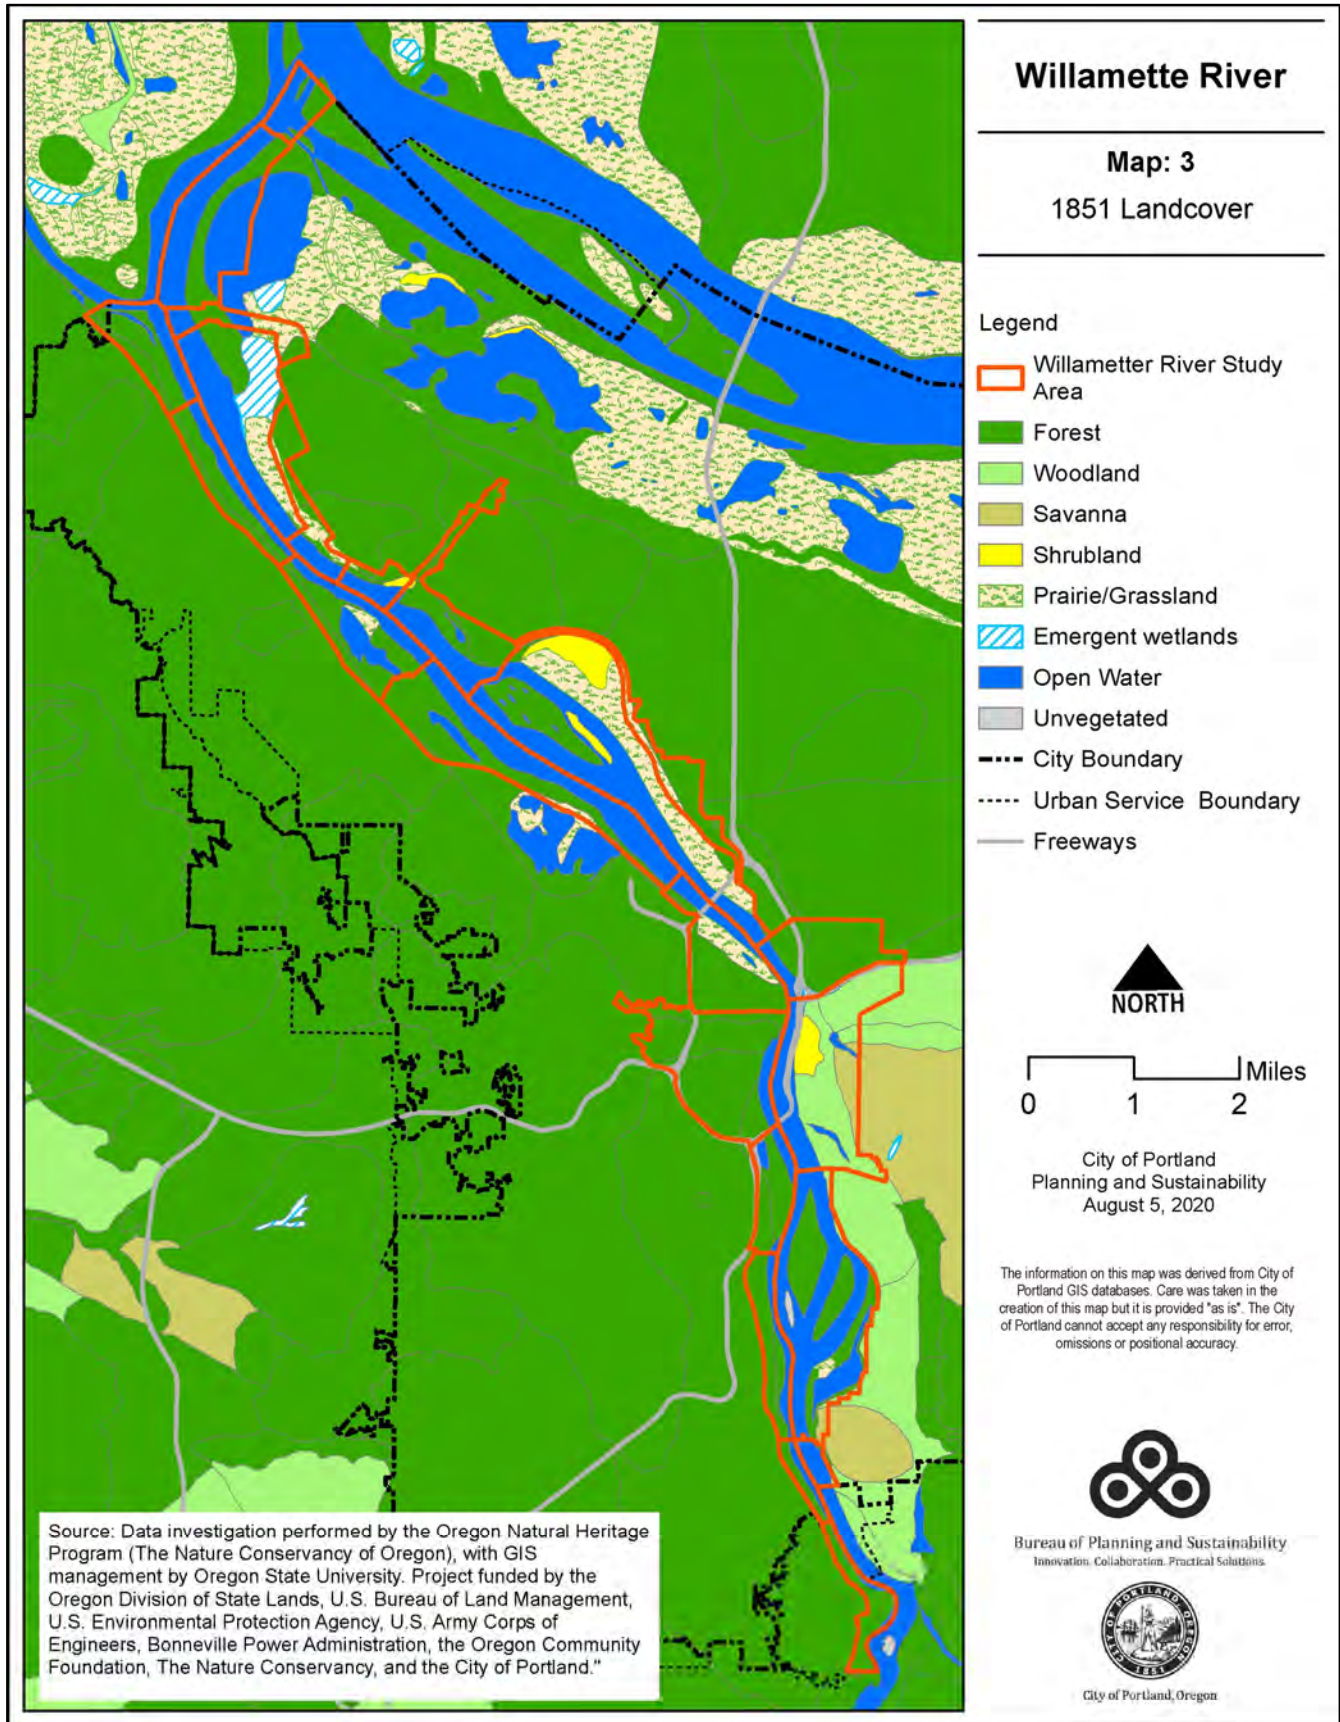 Willamette River
Map: 3
1851 Landcover
Legend
Willametter River Study
Area
Forest
Woodland
Savanna
Shrubland
Prairie/Grassland
Emergent wetlands
Open Water
Unvegetated
City Boundary
Urban Service Boundary
Freeways
NORTH
Miles
0 1 2
City of Portland
Planning and Sustainability
August 5, 2020
The information on this map was derived from City of
Portland GIS databases. Care was taken in the
creation of this map but it is provided "as is". The City
of Portland cannot accept any responsibility for error,
omissions or positional accuracy.
Bureau of Planning and Sustainability
Innovation. Collaboration. Practical Solutions.
CITY OF PORTLAND, OREGON
1851
City of Portland, Oregon
Source: Data investigation performed by the Oregon Natural Heritage
Program (The Nature Conservancy of Oregon), with GIS
management by Oregon State University. Project funded by the
Oregon Division of State Lands, U.S. Bureau of Land Management,
U.S. Environmental Protection Agency, U.S. Army Corps of
Engineers, Bonneville Power Administration, the Oregon Community
Foundation, The Nature Conservancy, and the City of Portland."